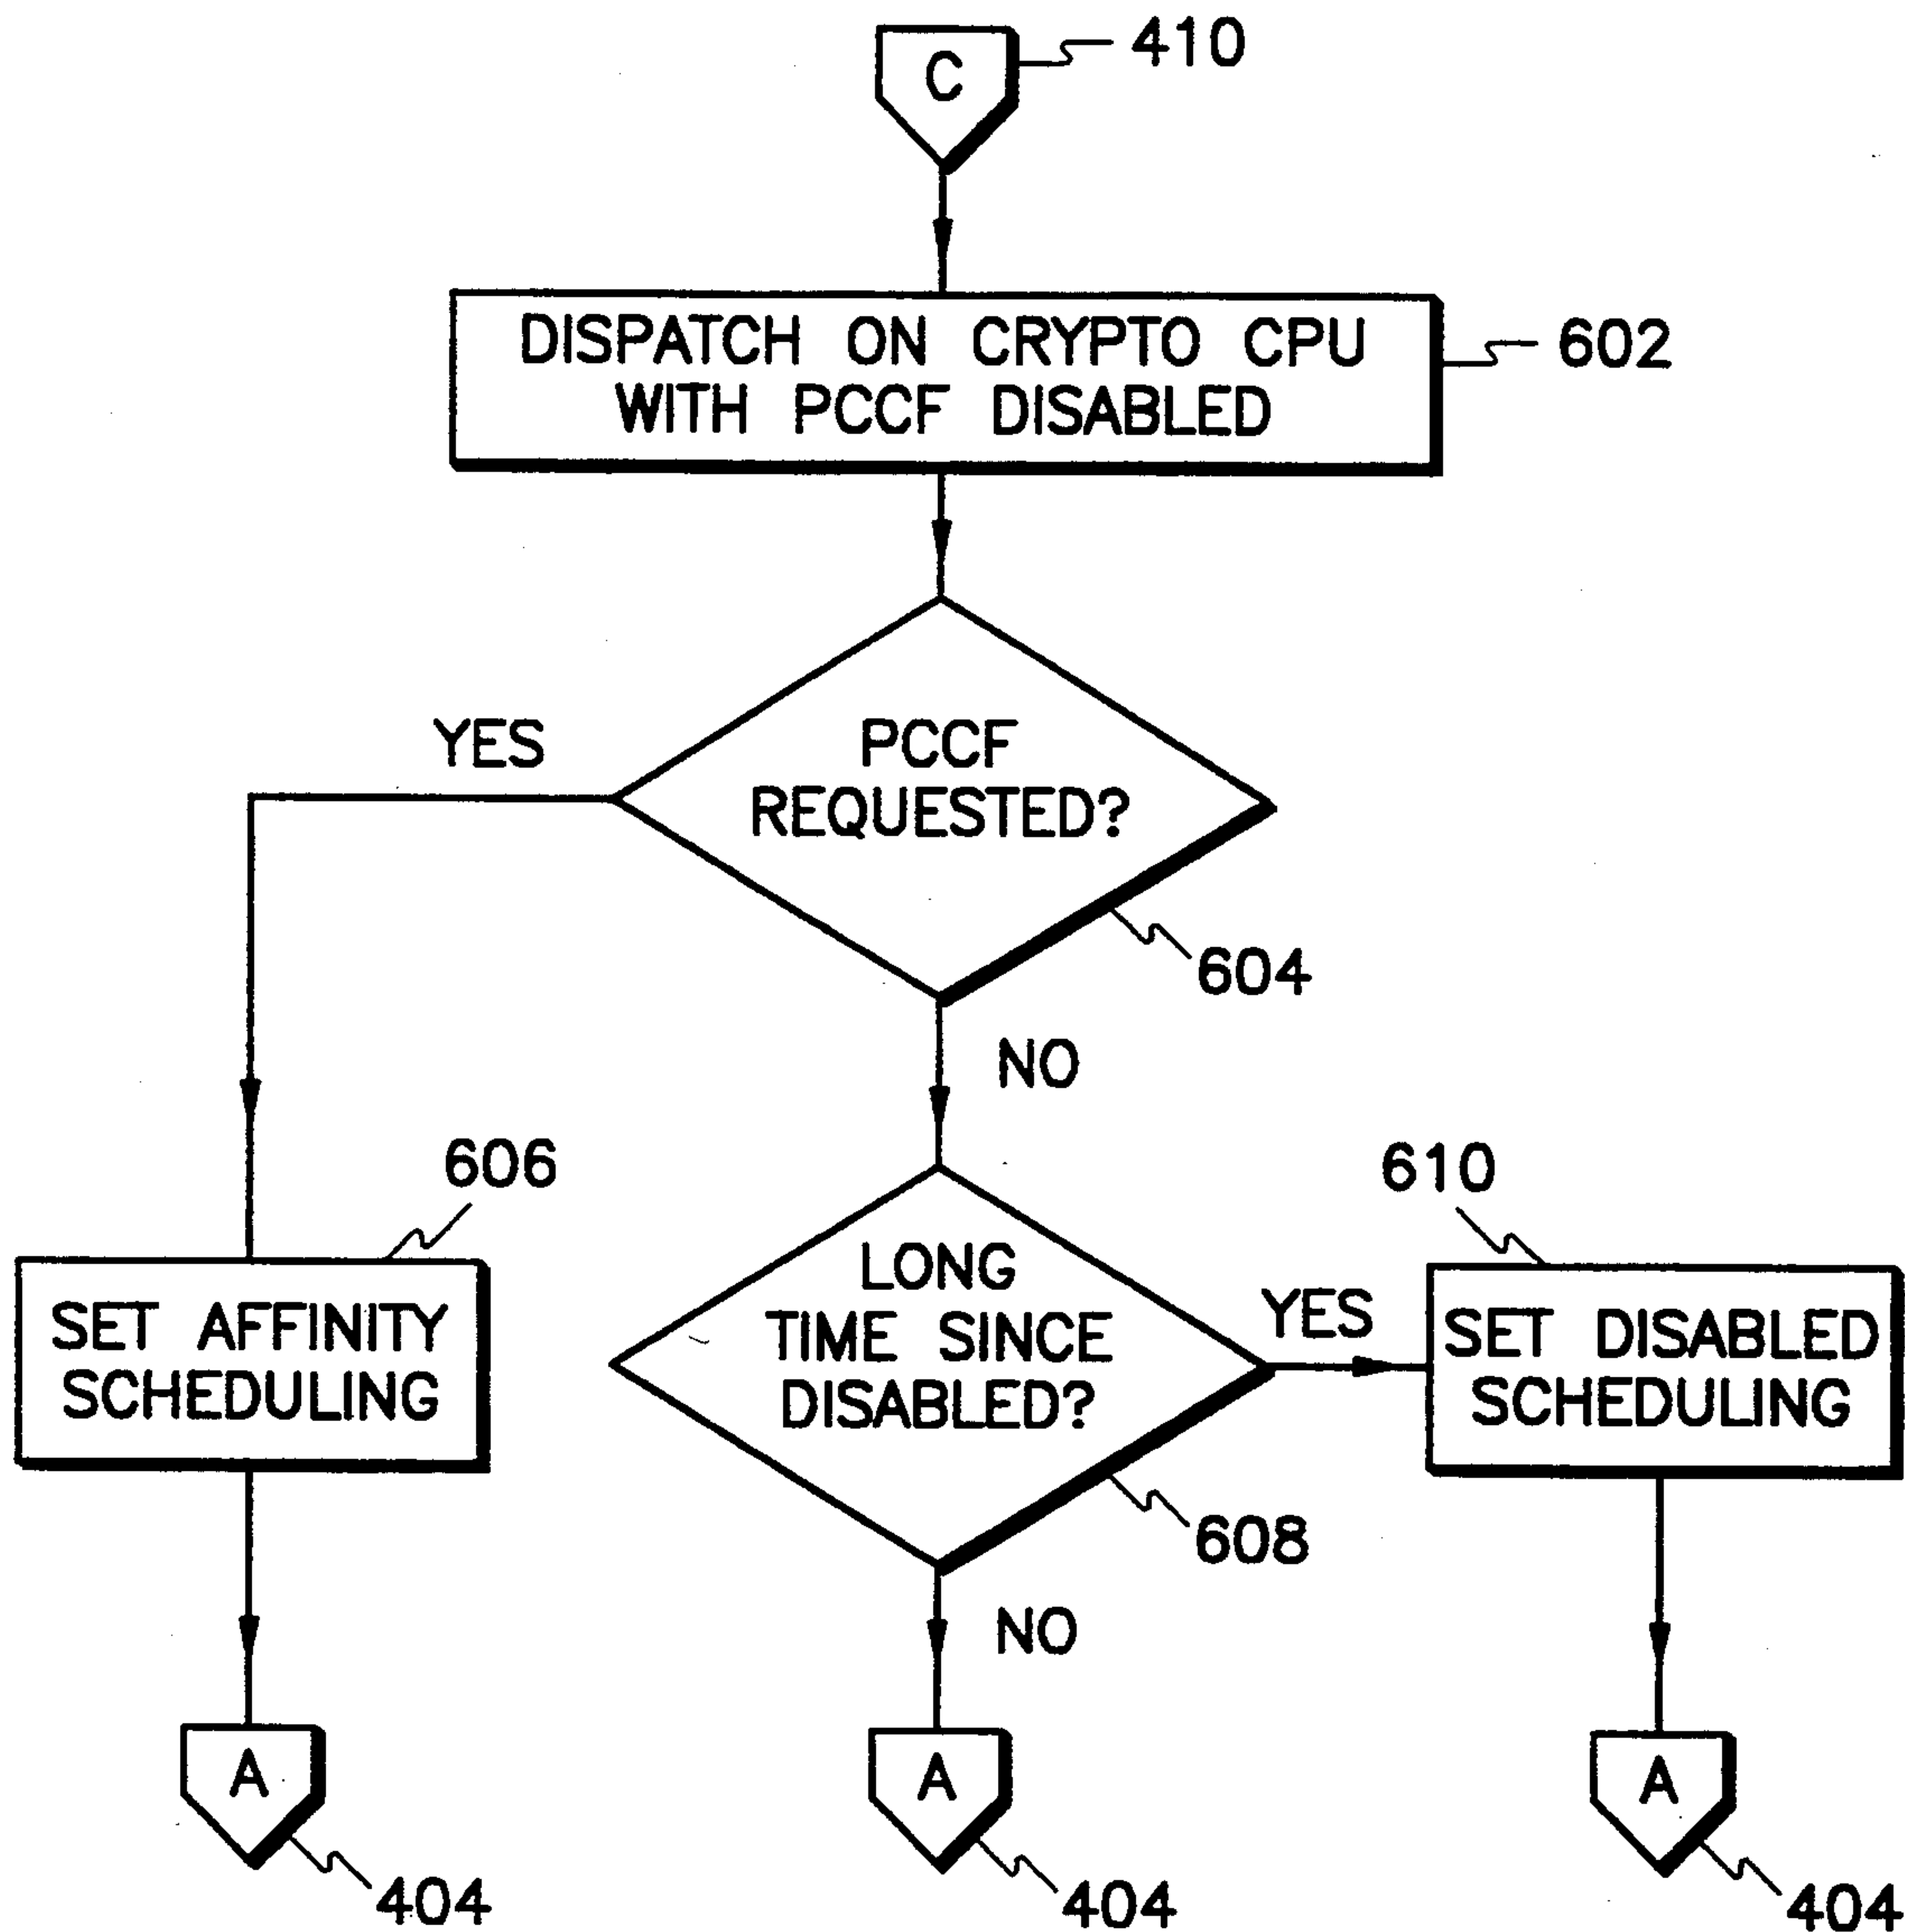 C
410
DISPATCH ON CRYPTO CPU
WITH PCCF DISABLED
602
YES
PCCF
REQUESTED?
604
NO
606
610
SET AFFINITY
SCHEDULING
LONG
TIME SINCE
DISABLED?
YES
SET DISABLED
SCHEDULING
608
NO
A
A
A
404
404
404